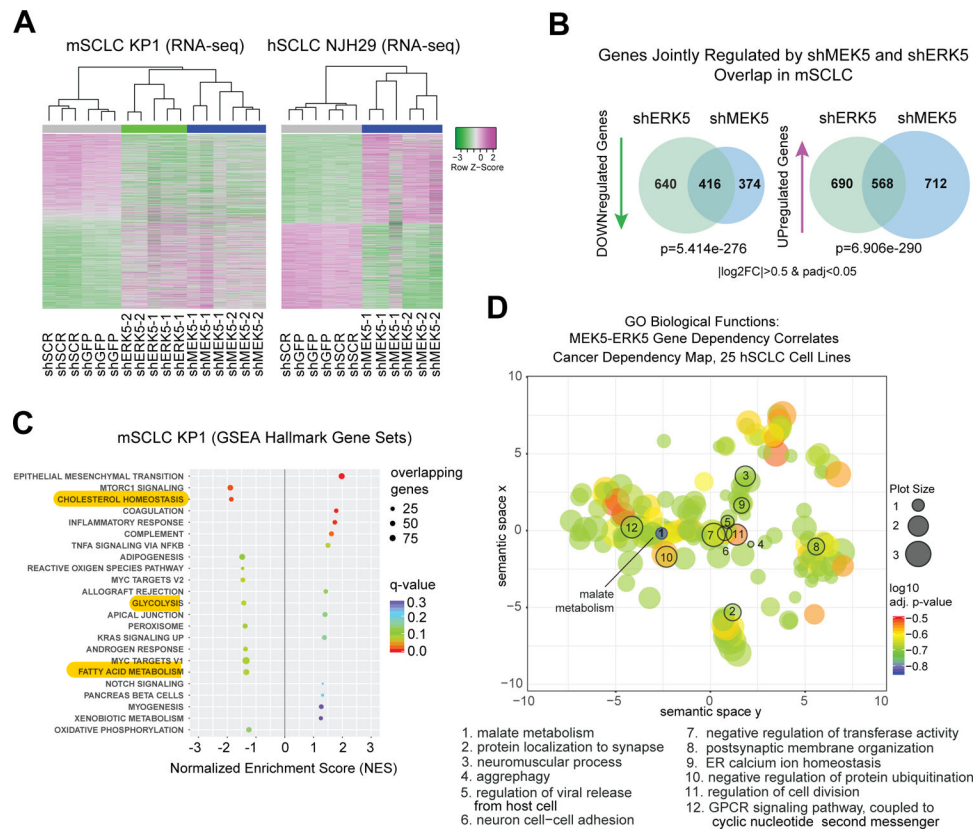 A
mSCLC KP1 (RNA-seq)
hSCLC NJH29 (RNA-seq)
−3 0 2
Row Z-Score
shSCR
shSCR
shSCR
shGFP
shGFP
shGFP
shERK5-2
shERK5-2
shERK5-1
shERK5-1
shERK5-1
shMEK5-1
shMEK5-1
shMEK5-1
shMEK5-2
shMEK5-2
shMEK5-2
shSCR
shGFP
shGFP
shSCR
shSCR
shGFP
shMEK5-1
shMEK5-1
shMEK5-1
shMEK5-2
shMEK5-2
shMEK5-2
B
Genes Jointly Regulated by shMEK5 and shERK5
Overlap in mSCLC
DOWNregulated Genes
shERK5
shMEK5
640
416
374
p=5.414e-276
UPregulated Genes
shERK5
shMEK5
690
568
712
p=6.906e-290
|log2FC|>0.5 & padj<0.05
C
mSCLC KP1 (GSEA Hallmark Gene Sets)
EPITHELIAL MESENCHYMAL TRANSITION
MTORC1 SIGNALING
CHOLESTEROL HOMEOSTASIS
COAGULATION
INFLAMMATORY RESPONSE
COMPLEMENT
TNFA SIGNALING VIA NFKB
ADIPOGENESIS
REACTIVE OXIGEN SPECIES PATHWAY
MYC TARGETS V2
ALLOGRAFT REJECTION
GLYCOLYSIS
APICAL JUNCTION
PEROXISOME
KRAS SIGNALING UP
ANDROGEN RESPONSE
MYC TARGETS V1
FATTY ACID METABOLISM
NOTCH SIGNALING
PANCREAS BETA CELLS
MYOGENESIS
XENOBIOTIC METABOLISM
OXIDATIVE PHOSPHORYLATION
-3 -2 -1 0 1 2 3
Normalized Enrichment Score (NES)
overlapping
genes
25
50
75
q-value
0.3
0.2
0.1
0.0
D
GO Biological Functions:
MEK5-ERK5 Gene Dependency Correlates
Cancer Dependency Map, 25 hSCLC Cell Lines
semantic space x
10
5
0
−5
−10
−10 −5 0 5 10
semantic space y
malate
metabolism
1
2
3
4
5
6
7
7
8
9
10
11
12
Plot Size
1
2
3
log10
adj. p-value
−0.5
−0.6
−0.7
−0.8
1. malate metabolism
2. protein localization to synapse
3. neuromuscular process
4. aggrephagy
5. regulation of viral release
from host cell
6. neuron cell-cell adhesion
7. negative regulation of transferase activity
8. postsynaptic membrane organization
9. ER calcium ion homeostasis
10. negative regulation of protein ubiquitination
11. regulation of cell division
12. GPCR signaling pathway, coupled to
cyclic nucleotide second messenger